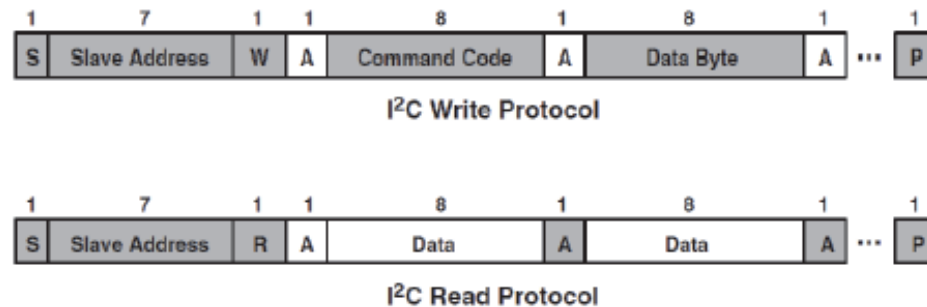 1 7 1 1 8 1 8 1 1
S Slave Address W A Command Code A Data Byte A ... P
I²C Write Protocol
1 7 1 1 8 1 8 1 1
S Slave Address R A Data A Data A ... P
I²C Read Protocol